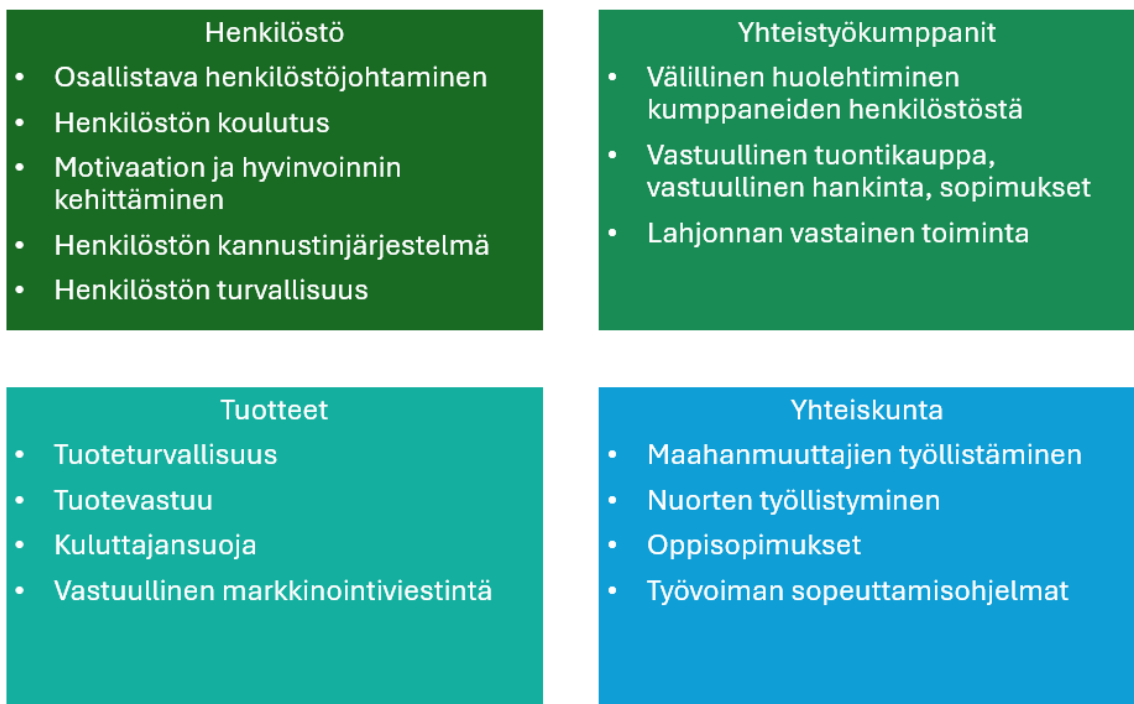 Henkilöstö
• Osallistava henkilöstöjohtaminen
• Henkilöstön koulutus
• Motivaation ja hyvinvoinnin
kehittäminen
• Henkilöstön kannustinjärjestelmä
• Henkilöstön turvallisuus
Yhteistyökumppanit
• Välillinen huolehtiminen
kumppaneiden henkilöstöstä
• Vastuullinen tuontikauppa,
vastuullinen hankinta, sopimukset
• Lahjonnan vastainen toiminta
Tuotteet
• Tuoteturvallisuus
• Tuotevastuu
• Kuluttajansuoja
• Vastuullinen markkinointiviestintä
Yhteiskunta
• Maahanmuuttajien työllistäminen
• Nuorten työllistyminen
• Oppisopimukset
• Työvoiman sopeuttamisohjelmat